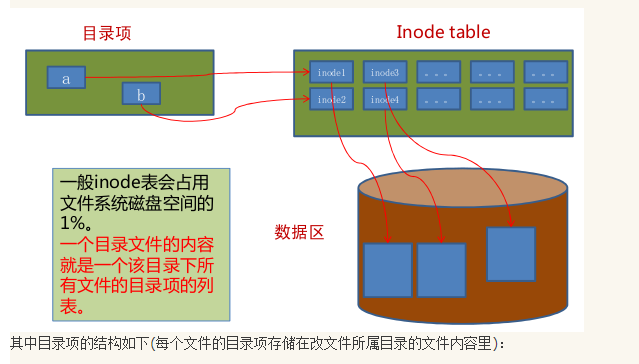 目录项
Inode table
a
b
inode1
inode3
。。。
。。。
。。。
inode2
inode4
。。。
。。。
。。。
一般inode表会占用
文件系统磁盘空间的
1%。
一个目录文件的内容
就是一个该目录下所
有文件的目录项的列
表。
数据区
其中目录项的结构如下(每个文件的目录项存储在改文件所属目录的文件内容里)：